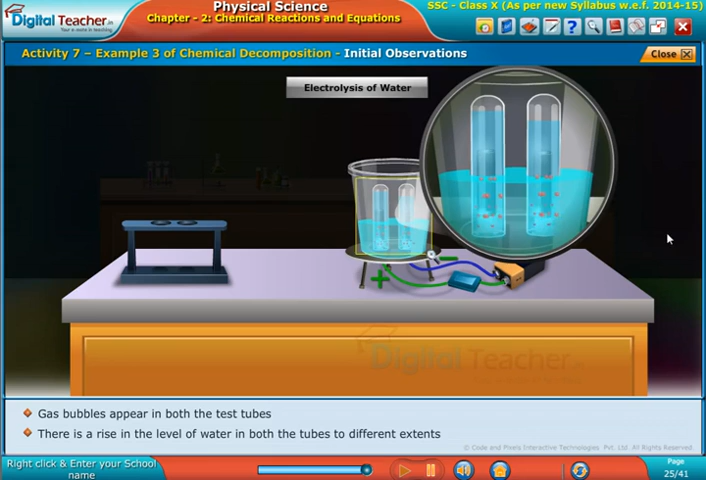 Digital Teacher.in
Your e-mate in teaching
Physical Science
Chapter - 2: Chemical Reactions and Equations
SSC - Class X (As per new Syllabus w.e.f. 2014-15)
Activity 7 – Example 3 of Chemical Decomposition - Initial Observations
Close
Electrolysis of Water
+
−
Digital Teacher.in
Gas bubbles appear in both the test tubes
There is a rise in the level of water in both the tubes to different extents
© Code and Pixels Interactive Technologies Pvt. Ltd. All Rights Reserved
Right click & Enter your School
name
Page
25/41